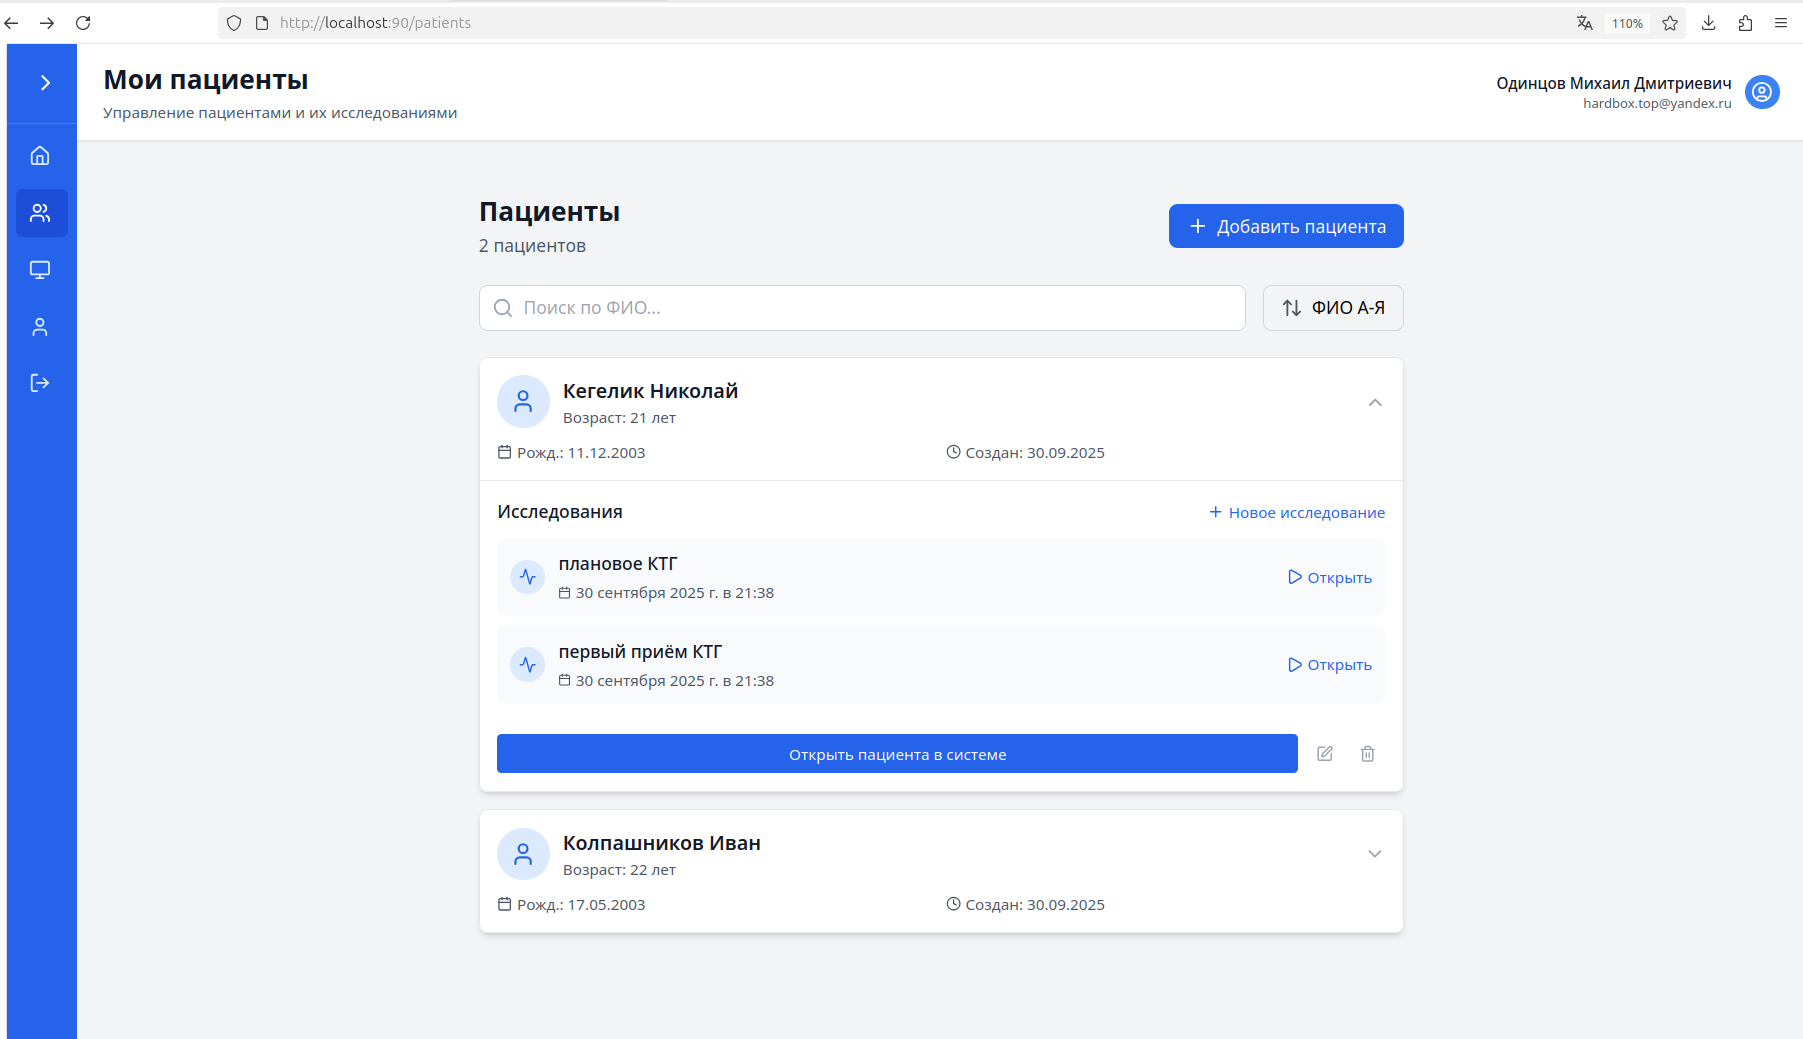 http://localhost:90/patients
110%
Мои пациенты
Управление пациентами и их исследованиями
Одинцов Михаил Дмитриевич
hardbox.top@yandex.ru
Пациенты
2 пациентов
Добавить пациента
Поиск по ФИО...
ФИО А-Я
Кегелик Николай
Возраст: 21 лет
Рожд.: 11.12.2003
Создан: 30.09.2025
Исследования
Новое исследование
плановое КТГ
30 сентября 2025 г. в 21:38
Открыть
первый приём КТГ
30 сентября 2025 г. в 21:38
Открыть
Открыть пациента в системе
Колпашников Иван
Возраст: 22 лет
Рожд.: 17.05.2003
Создан: 30.09.2025